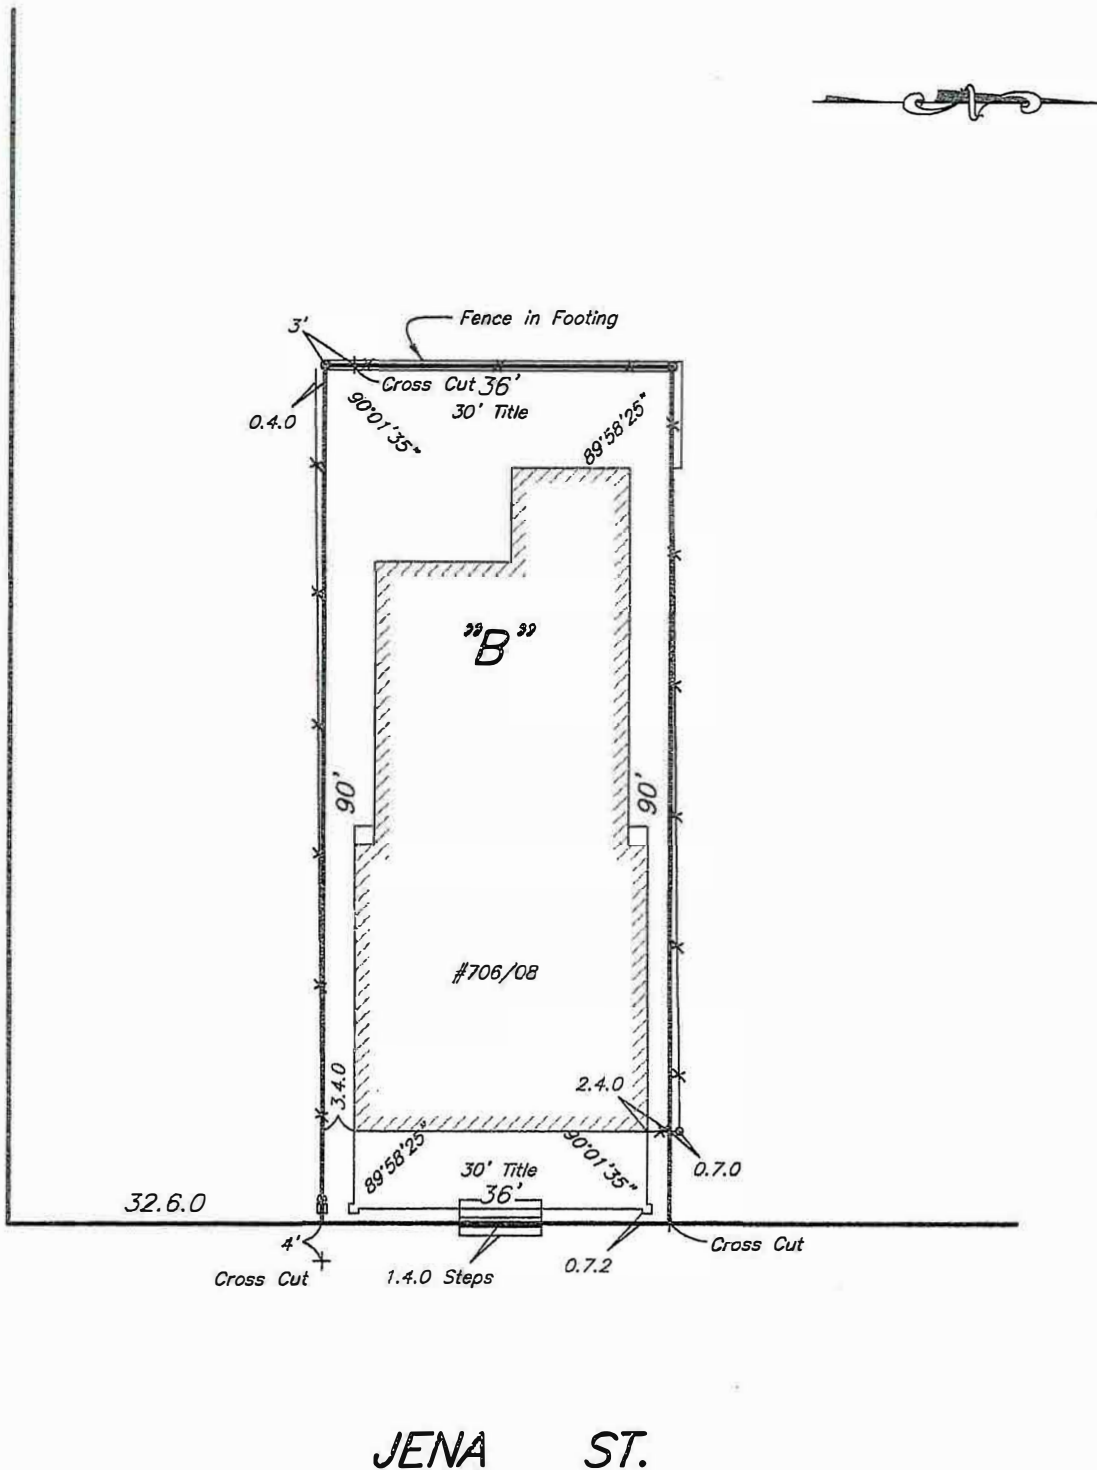 Fence in Footing
3'
Cross Cut 36'
30' Title
0.4.0
90°01'35"
89°58'25"
"B"
90'
90'
#706/08
3.4.0
2.4.0
89°58'25"
90°01'35"
0.7.0
30' Title
36'
32.6.0
4'
Cross Cut
Cross Cut
0.7.2
1.4.0 Steps
JENA ST.